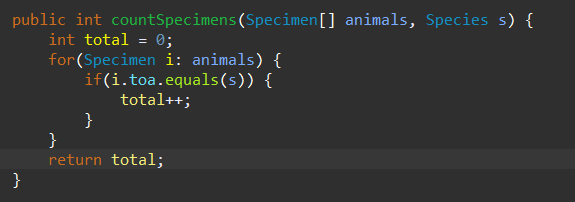 public int countSpecimens(Specimen[] animals, Species s) {
    int total = 0;
    for(Specimen i: animals) {
        if(i.toa.equals(s)) {
            total++;
        }
    }
    return total;
}